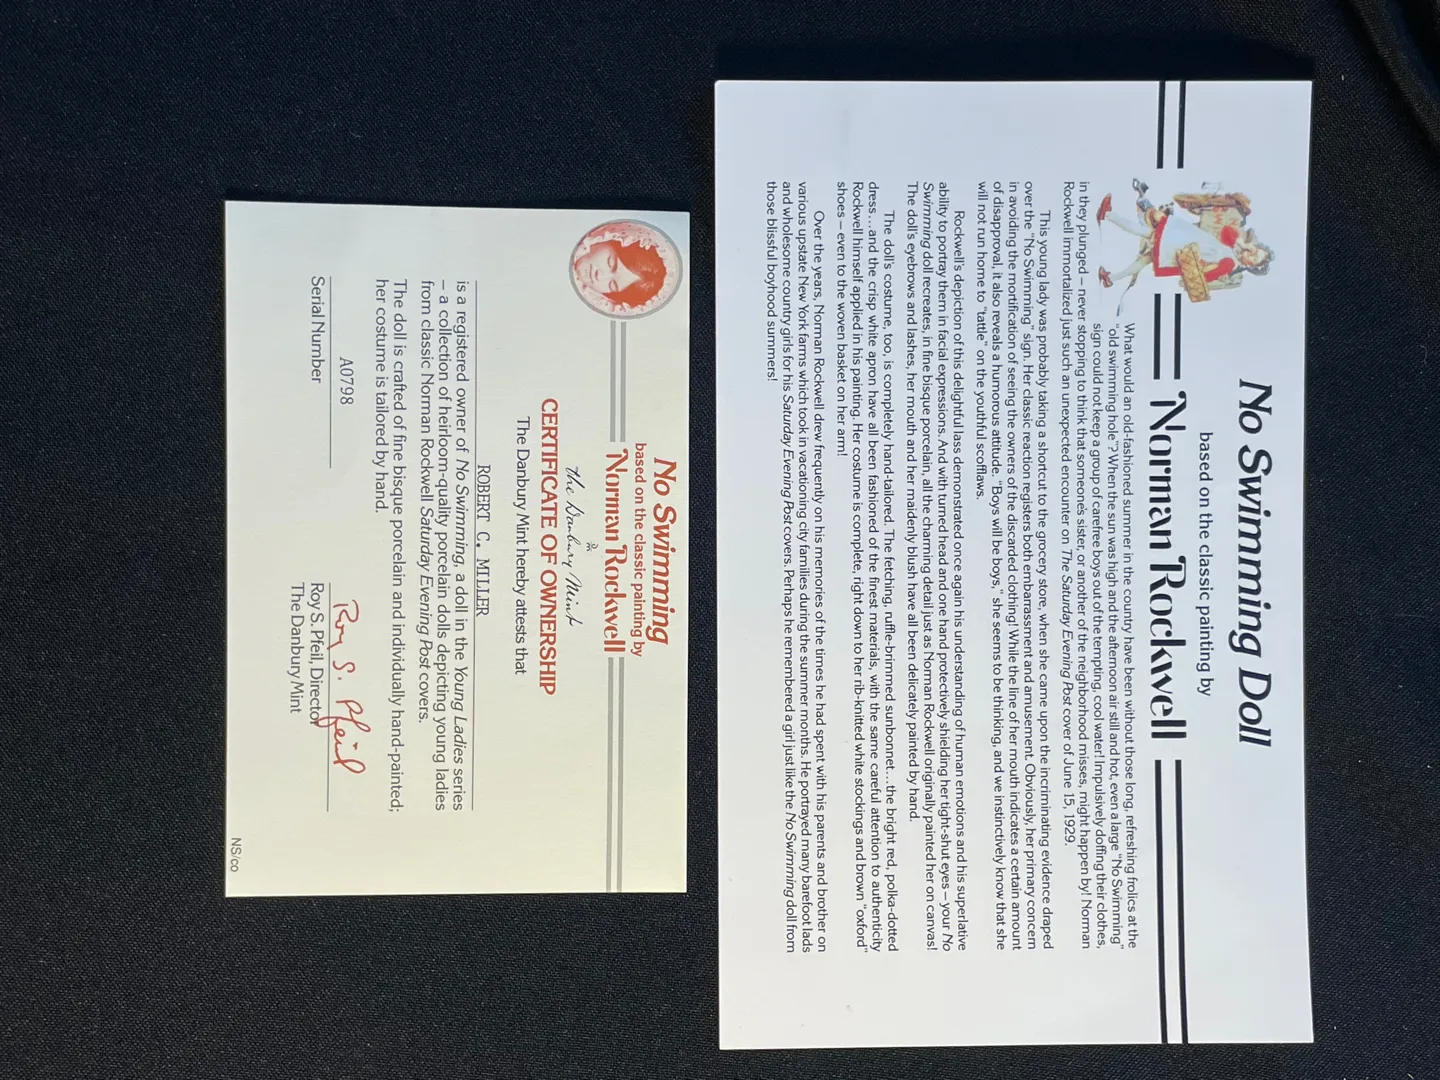 No Swimming Doll
based on the classic painting by
Norman Rockwell
What would an old-fashioned summer in the country have been without those long, refreshing frolics at the
"old swimming hole"? When the sun was high and the afternoon air still and hot, even a large "No Swimming"
sign could not keep a group of carefree boys out of the tempting, cool water! Impulsively doffing their clothes,
in they plunged – never stopping to think that someone's sister, or another of the neighborhood misses, might happen by! Norman
Rockwell immortalized just such an unexpected encounter on The Saturday Evening Post cover of June 15, 1929.
This young lady was probably taking a shortcut to the grocery store, when she came upon the incriminating evidence draped
over the "No Swimming" sign. Her classic reaction registers both embarrassment and amusement. Obviously, her primary concern
in avoiding the mortification of seeing the owners of the discarded clothing! While the line of her mouth indicates a certain amount
of disapproval, it also reveals a humorous attitude. "Boys will be boys," she seems to be thinking, and we instinctively know that she
will not run home to "tattle" on the youthful scofflaws.
Rockwell's depiction of this delightful lass demonstrated once again his understanding of human emotions and his superlative
ability to portray them in facial expressions. And with turned head and one hand protectively shielding her tight-shut eyes – your No
Swimming doll recreates, in fine bisque porcelain, all the charming detail just as Norman Rockwell originally painted her on canvas!
The doll's eyebrows and lashes, her mouth and her maidenly blush have all been delicately painted by hand.
The doll's costume, too, is completely hand-tailored. The fetching, ruffle-brimmed sunbonnet...the bright red, polka-dotted
dress...and the crisp white apron have all been fashioned of the finest materials, with the same careful attention to authenticity
Rockwell himself applied in his painting. Her costume is complete, right down to her rib-knitted white stockings and brown "oxford"
shoes – even to the woven basket on her arm!
Over the years, Norman Rockwell drew frequently on his memories of the times he had spent with his parents and brother on
various upstate New York farms which took in vacationing city families during the summer months. He portrayed many barefoot lads
and wholesome country girls for his Saturday Evening Post covers. Perhaps he remembered a girl just like the No Swimming doll from
those blissful boyhood summers!
No Swimming
based on the classic painting by
Norman Rockwell
the Danbury Mint
CERTIFICATE OF OWNERSHIP
The Danbury Mint hereby attests that
ROBERT C. MILLER
is a registered owner of No Swimming, a doll in the Young Ladies series
– a collection of heirloom-quality porcelain dolls depicting young ladies
from classic Norman Rockwell Saturday Evening Post covers.
The doll is crafted of fine bisque porcelain and individually hand-painted;
her costume is tailored by hand.
A0798
Serial Number
Roy S. Pfeil
Roy S. Pfeil, Director
The Danbury Mint
NS/co